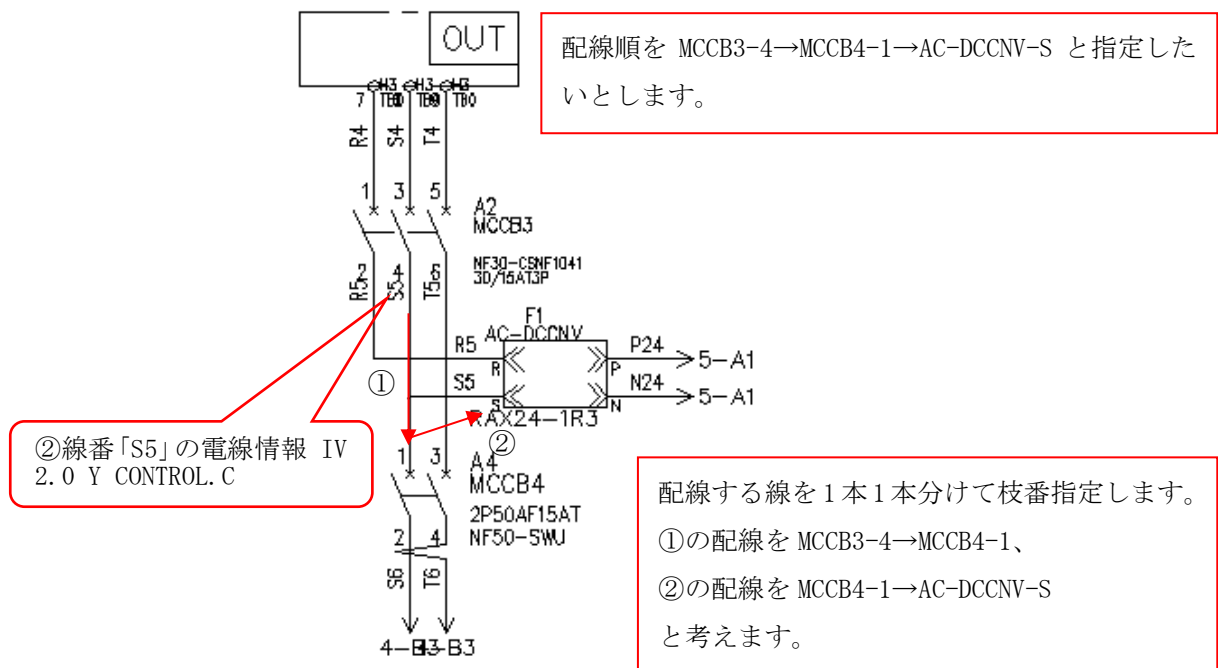 OUT
配線順を MCCB3-4→MCCB4-1→AC-DCCNV-S と指定した
いとします。
7
R4 S4 T4
1 3 5
A2
MCCB3
NF30-CSNF1041
30/15AT3P
2 4 6
R5 S5 T5
F1
AC-DCCNV
R5 P24
5-A1
R P
①
S5 N24
5-A1
S N
RAX24-1R3
②
②線番「S5」の電線情報 IV
2.0 Y CONTROL.C
1 3
A4
MCCB4
2P50AF15AT
NF50-SWU
2 4
S6 T6
配線する線を1本1本分けて枝番指定します。
①の配線を MCCB3-4→MCCB4-1、
②の配線を MCCB4-1→AC-DCCNV-S
と考えます。